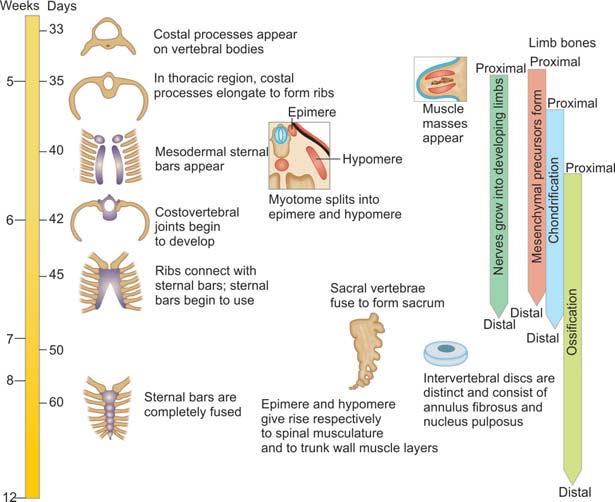 Weeks Days
33
Costal processes appear
on vertebral bodies
5
35
In thoracic region, costal
processes elongate to form ribs
40
Mesodermal sternal
bars appear
Epimere
Hypomere
Myotome splits into
epimere and hypomere
6
42
Costovertebral
joints begin
to develop
45
Ribs connect with
sternal bars; sternal
bars begin to use
7
50
8
60
Sternal bars are
completely fused
12
Sacral vertebrae
fuse to form sacrum
Epimere and hypomere
give rise respectively
to spinal musculature
and to trunk wall muscle layers
Intervertebral discs are
distinct and consist of
annulus fibrosus and
nucleus pulposus
Muscle
masses
appear
Limb bones
Proximal
Nerves grow into developing limbs
Distal
Proximal
Mesenchymal precursors form
Distal
Proximal
Chondrification
Distal
Proximal
Ossification
Distal